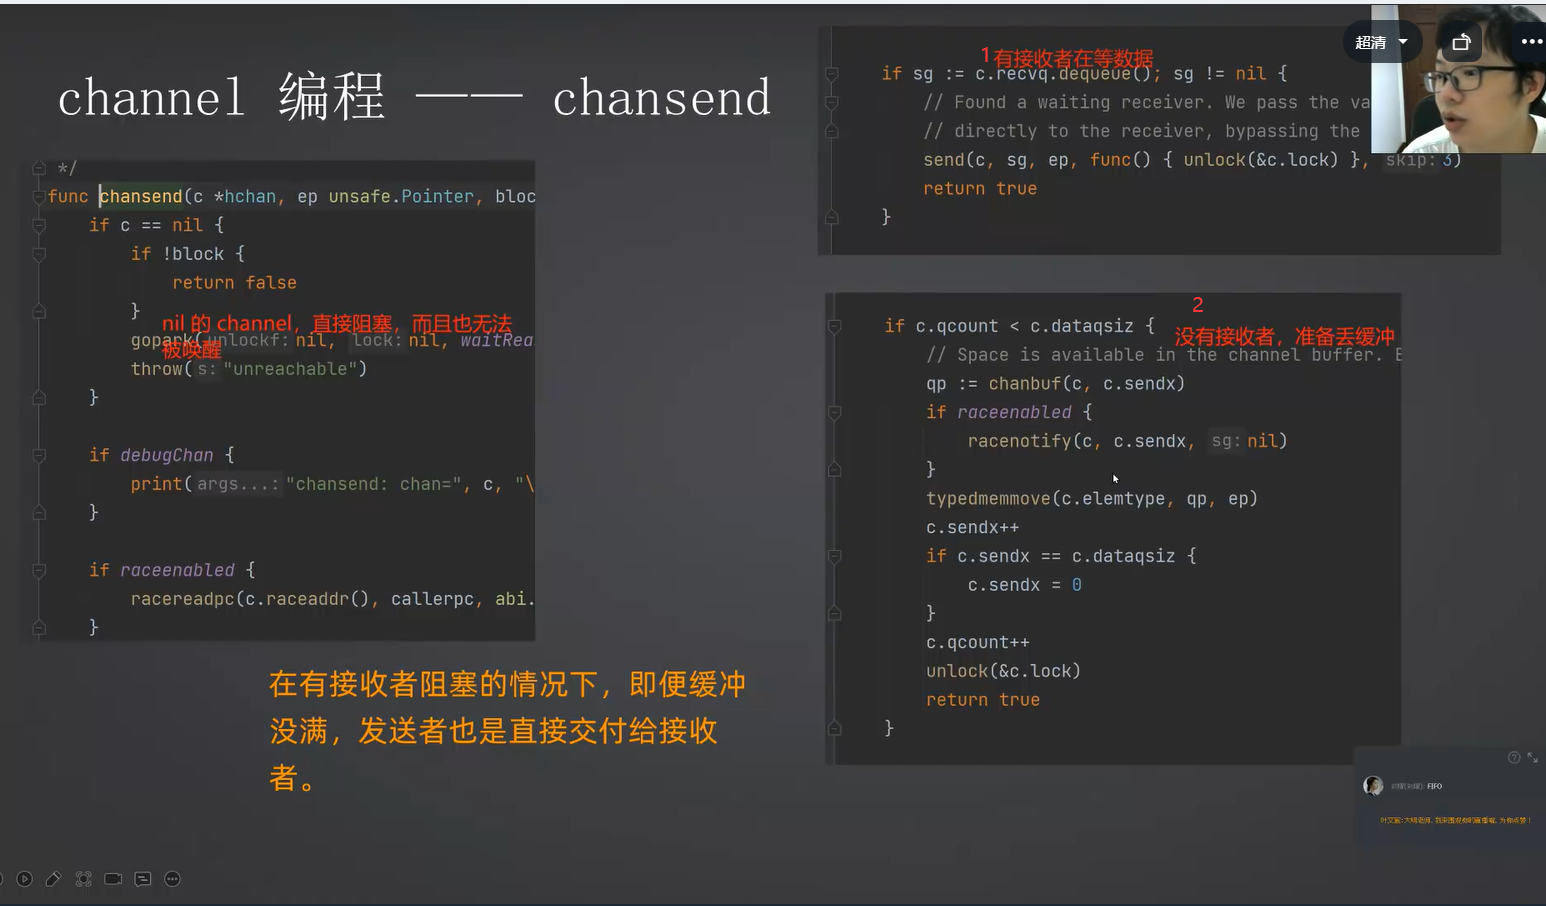 channel 编程 —— chansend
*/
func chansend(c *hchan, ep unsafe.Pointer, bloc
if c == nil {
if !block {
return false
}
nil 的 channel，直接阻塞，而且也无法
被唤醒
gopark(unlockf: nil, lock: nil, waitRea
throw(s: "unreachable")
}
if debugChan {
print(args...: "chansend: chan=", c, "\
}
if raceenabled {
racereadpc(c.raceaddr(), callerpc, abi.
}
在有接收者阻塞的情况下，即便缓冲
没满，发送者也是直接交付给接收
者。
超清
1 有接收者在等数据
if sg := c.recvq.dequeue(); sg != nil {
// Found a waiting receiver. We pass the va
// directly to the receiver, bypassing the
send(c, sg, ep, func() { unlock(&c.lock) }, skip: 3)
return true
}
2
没有接收者，准备丢缓冲
if c.qcount < c.dataqsiz {
// Space is available in the channel buffer. E
qp := chanbuf(c, c.sendx)
if raceenabled {
racenotify(c, c.sendx, sg: nil)
}
typedmemmove(c.elemtype, qp, ep)
c.sendx++
if c.sendx == c.dataqsiz {
c.sendx = 0
}
c.qcount++
unlock(&c.lock)
return true
}
FIFO